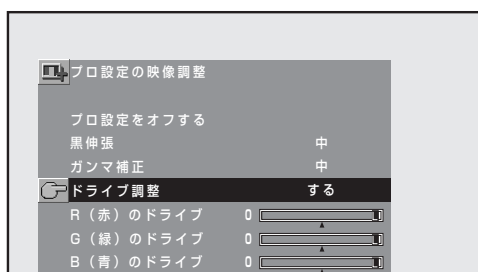 プロ設定の映像調整
プロ設定をオフする
黒伸張 中
ガンマ補正 中
ドライブ調整 する
R（赤）のドライブ 0
G（緑）のドライブ 0
B（青）のドライブ 0